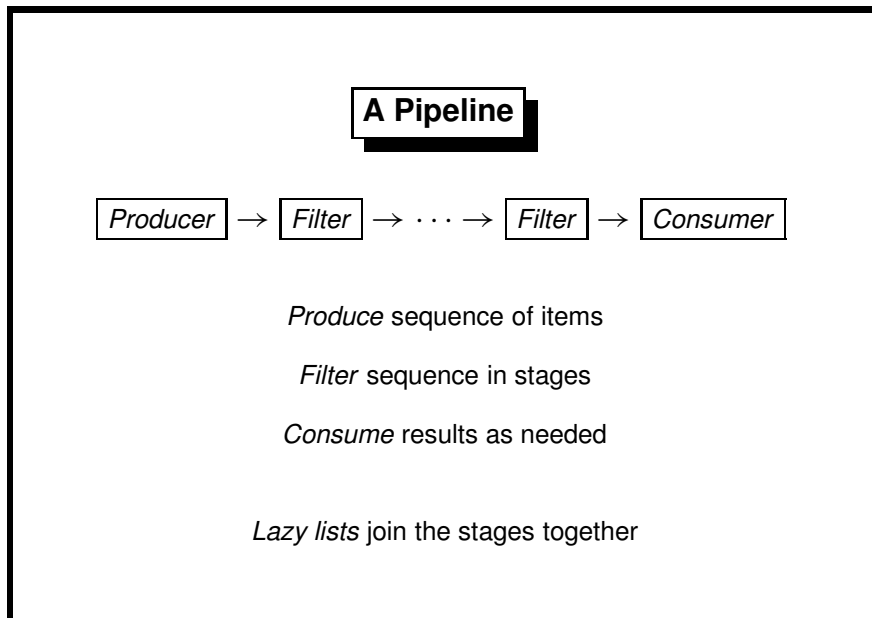 A Pipeline
Producer → Filter → · · · → Filter → Consumer
Produce sequence of items
Filter sequence in stages
Consume results as needed
Lazy lists join the stages together